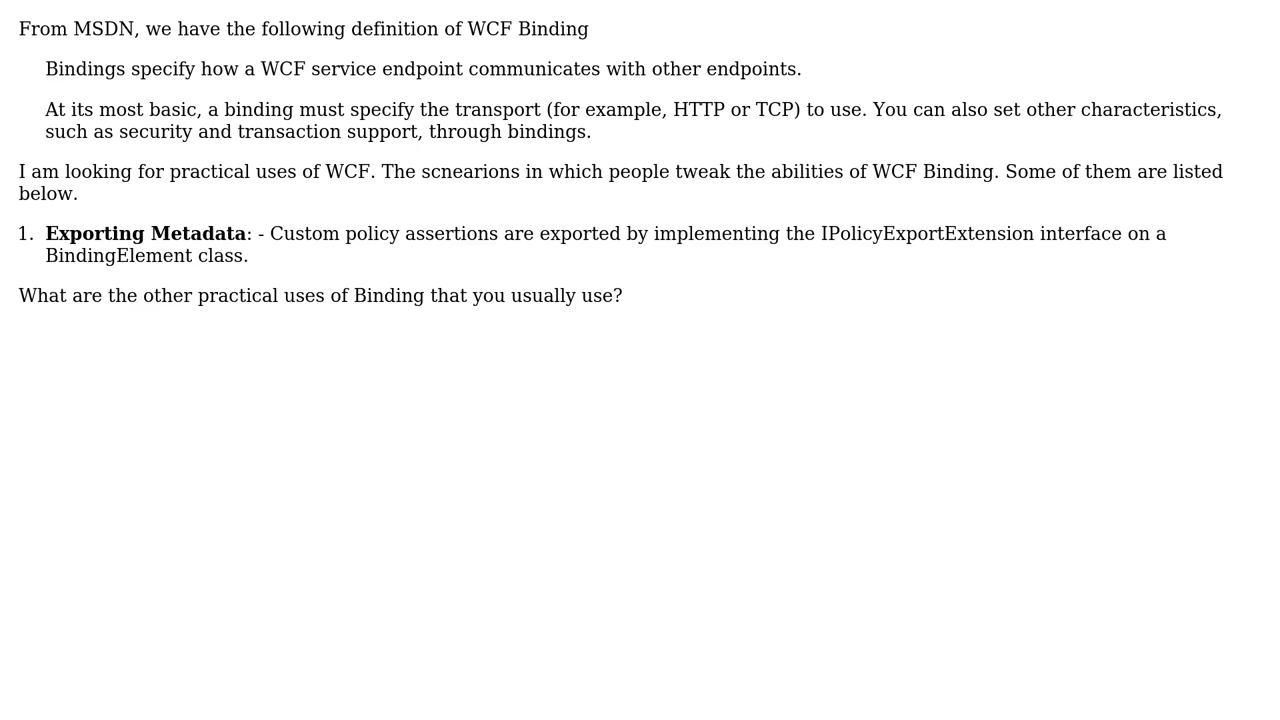 From MSDN, we have the following definition of WCF Binding
Bindings specify how a WCF service endpoint communicates with other endpoints.
At its most basic, a binding must specify the transport (for example, HTTP or TCP) to use. You can also set other characteristics,
such as security and transaction support, through bindings.
I am looking for practical uses of WCF. The scnearions in which people tweak the abilities of WCF Binding. Some of them are listed
below.
1. Exporting Metadata: - Custom policy assertions are exported by implementing the IPolicyExportExtension interface on a
BindingElement class.
What are the other practical uses of Binding that you usually use?